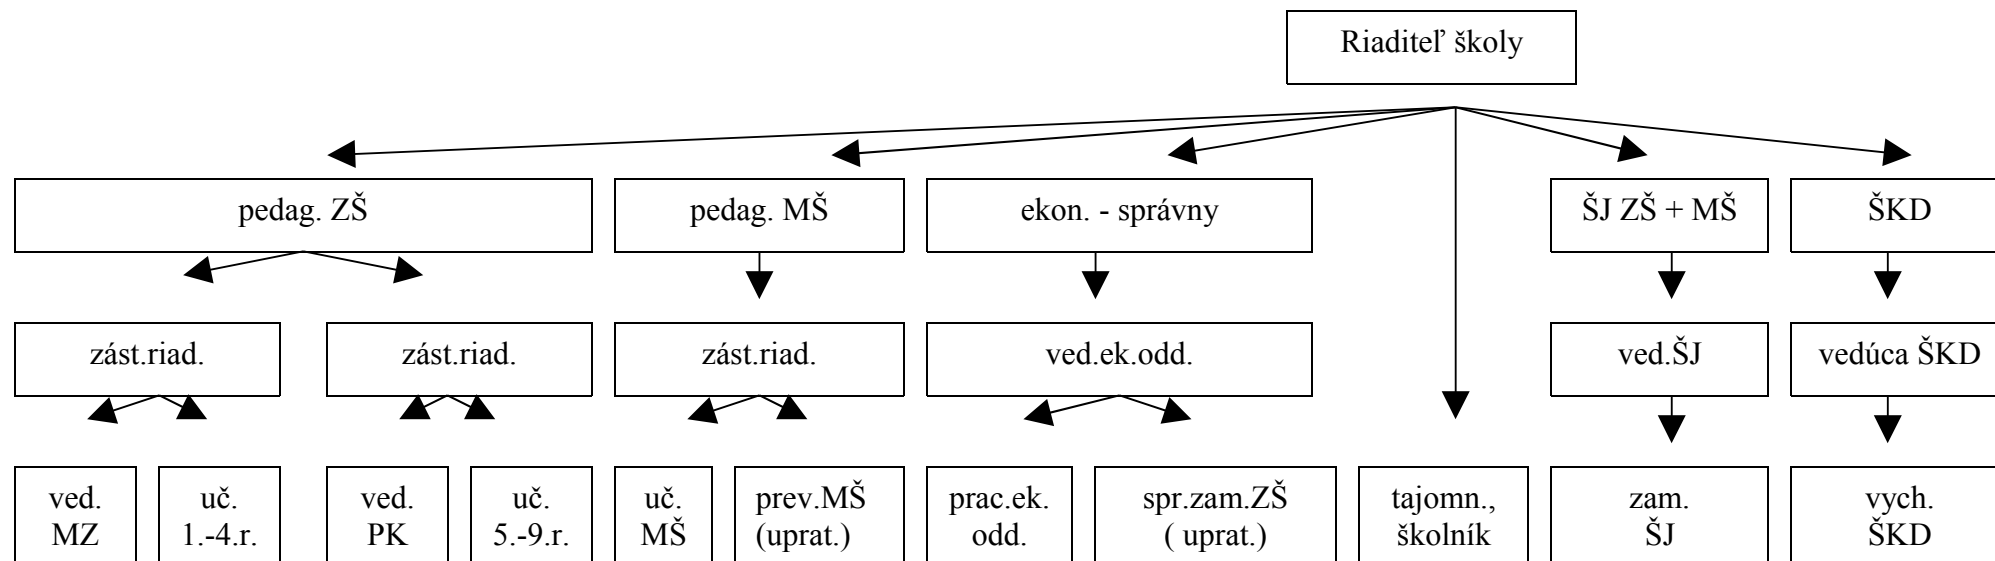 Riaditeľ školy
pedag. ZŠ
pedag. MŠ
ekon. - správny
ŠJ ZŠ + MŠ
ŠKD
zást.riad.
zást.riad.
zást.riad.
ved.ek.odd.
ved.ŠJ
vedúca ŠKD
ved.
MZ
uč.
1.-4.r.
ved.
PK
uč.
5.-9.r.
uč.
MŠ
prev.MŠ
(uprat.)
prac.ek.
odd.
spr.zam.ZŠ
( uprat.)
tajomn.,
školník
zam.
ŠJ
vych.
ŠKD